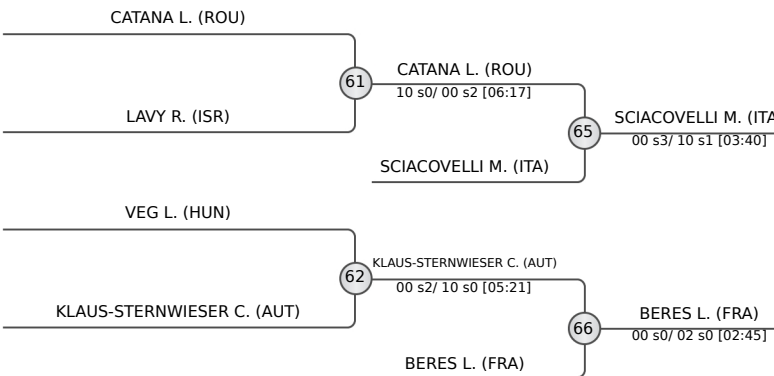 CATANA L. (ROU)
61
CATANA L. (ROU)
10 s0/ 00 s2 [06:17]
LAVY R. (ISR)
65
SCIACOVELLI M. (ITA
00 s3/ 10 s1 [03:40]
SCIACOVELLI M. (ITA)
VEG L. (HUN)
62
KLAUS-STERNWIESER C. (AUT)
00 s2/ 10 s0 [05:21]
KLAUS-STERNWIESER C. (AUT)
66
BERES L. (FRA)
00 s0/ 02 s0 [02:45]
BERES L. (FRA)